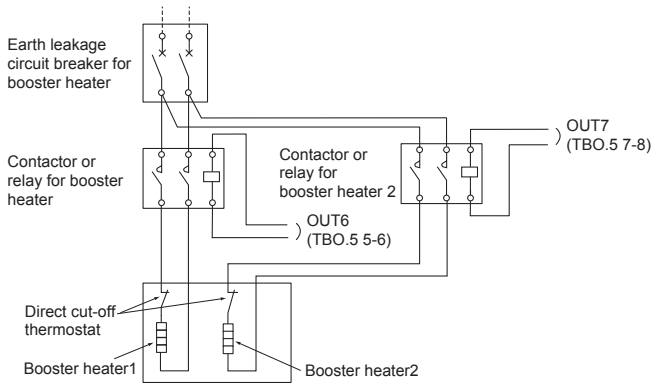 Earth leakage
circuit breaker for
booster heater
Contactor or
relay for booster
heater
Contactor or
relay for
booster heater 2
OUT7
(TBO.5 7-8)
OUT6
(TBO.5 5-6)
Direct cut-off
thermostat
Booster heater1
Booster heater2